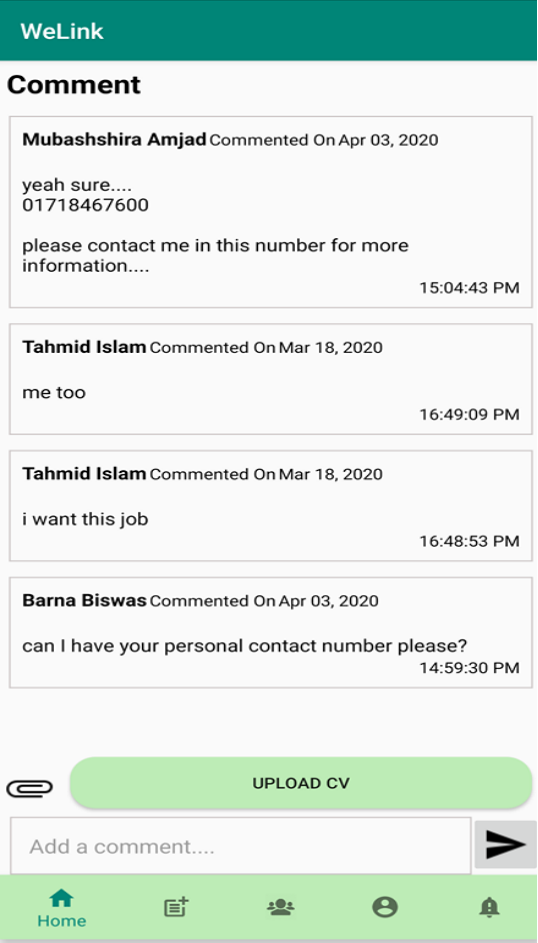 WeLink
Comment
Mubashshira Amjad Commented On Apr 03, 2020
yeah sure....
01718467600
please contact me in this number for more
information....
15:04:43 PM
Tahmid Islam Commented On Mar 18, 2020
me too
16:49:09 PM
Tahmid Islam Commented On Mar 18, 2020
i want this job
16:48:53 PM
Barna Biswas Commented On Apr 03, 2020
can I have your personal contact number please?
14:59:30 PM
UPLOAD CV
Add a comment....
Home